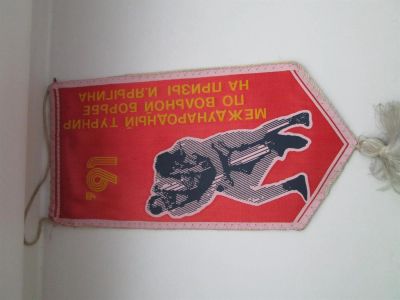 МЕЖДУНАРОДНЫЙ ТУРНИР
ПО ВОЛЬНОЙ БОРЬБЕ
НА ПРИЗЫ И.ЯРЫГИНА
91'